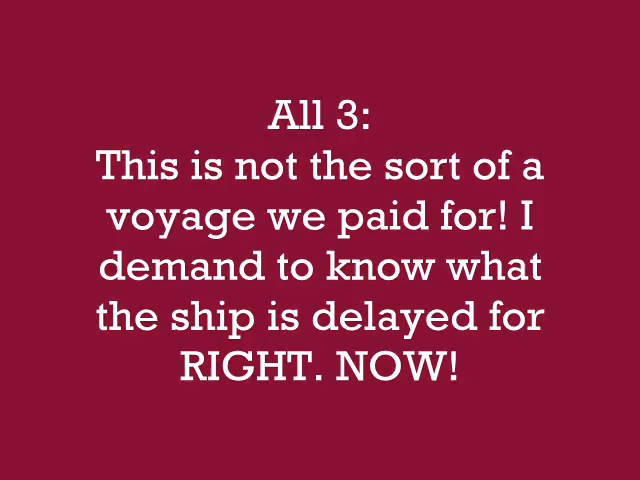 All 3:
This is not the sort of a
voyage we paid for! I
demand to know what
the ship is delayed for
RIGHT. NOW!